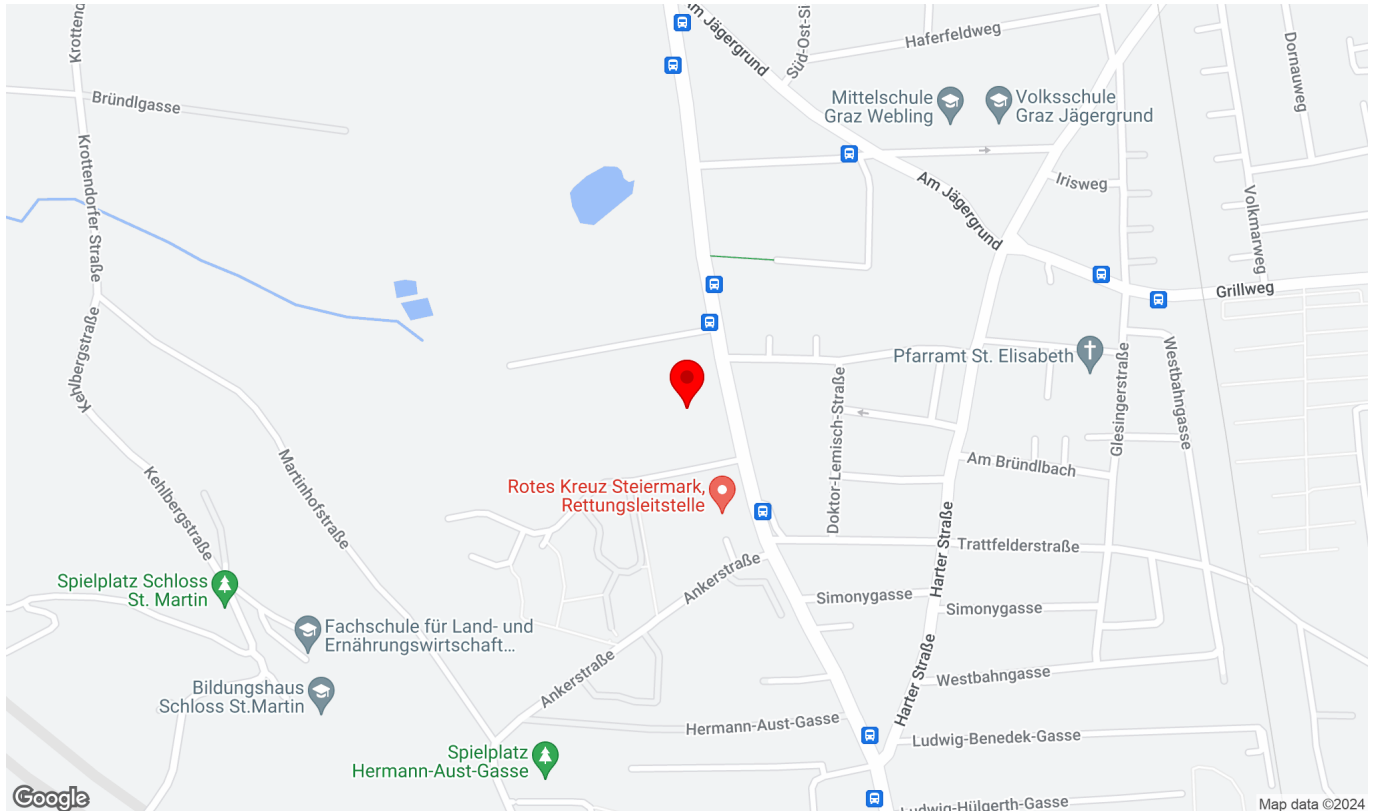 Krottend
Am Jägergrund
Süd-Ost-Si
Haferfeldweg
Dornauweg
Bründlgasse
Mittelschule
Graz Webling
Volksschule
Graz Jägergrund
Krottendorfer Straße
Irisweg
Am Jägergrund
Volkmarweg
Grillweg
Kehlbergstraße
Pfarramt St. Elisabeth
Westbahngasse
Glesingerstraße
Doktor-Lemisch-Straße
Martinhofstraße
Am Bründlbach
Kehlbergstraße
Rotes Kreuz Steiermark,
Rettungsleitstelle
Harter Straße
Trattfelderstraße
Ankerstraße
Spielplatz Schloss
St. Martin
Simonygasse
Simonygasse
Fachschule für Land- und
Ernährungswirtschaft...
Ankerstraße
Harter Straße
Westbahngasse
Bildungshaus
Schloss St.Martin
Hermann-Aust-Gasse
Ludwig-Benedek-Gasse
Spielplatz
Hermann-Aust-Gasse
Ludwig-Hülgerth-Gasse
Google
Map data ©2024